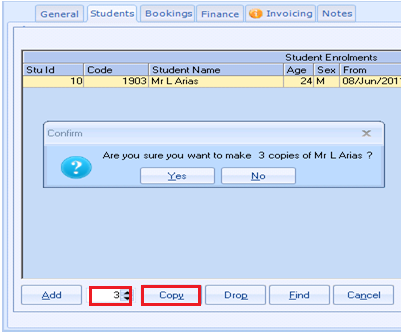 General Students Bookings Finance Invoicing Notes
Student Enrolments
Stu Id Code Student Name Age Sex From
10 1903 Mr L Arias 24 M 08/Jun/201
Confirm
Are you sure you want to make 3 copies of Mr L Arias ?
Yes No
Add 3 Copy Drop Find Cancel